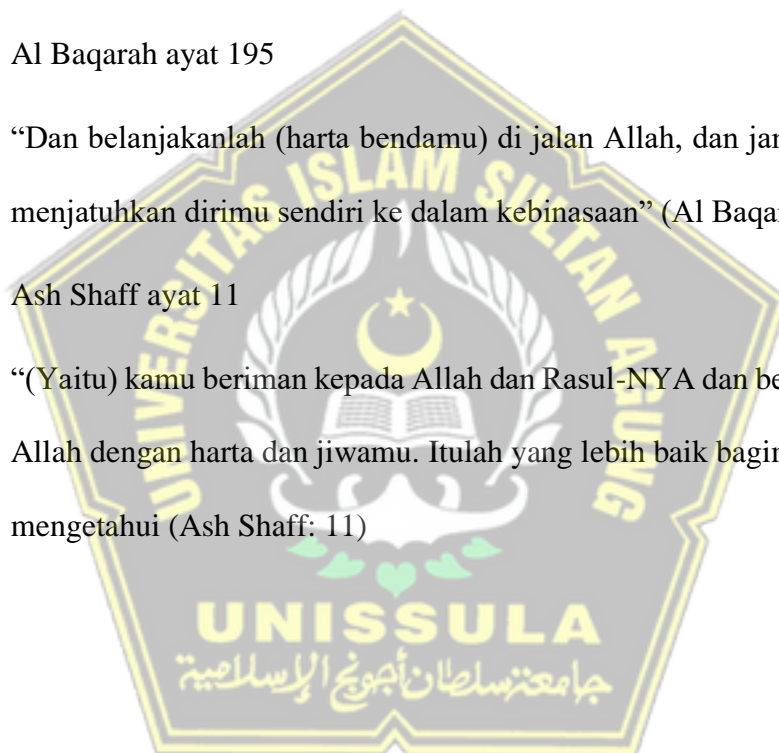 Al Baqarah ayat 195
“Dan belanjakanlah (harta bendamu) di jalan Allah, dan jar
menjatuhkan dirimu sendiri ke dalam kebinasaan” (Al Baqa
Ash Shaff ayat 11
“(Yaitu) kamu beriman kepada Allah dan Rasul-NYA dan be
Allah dengan harta dan jiwamu. Itulah yang lebih baik bagin
mengetahui (Ash Shaff: 11)
UNIVERSITAS ISLAM SULTAN AGUNG
UNISSULA
جامعة سلطان أجونج الإسلامية